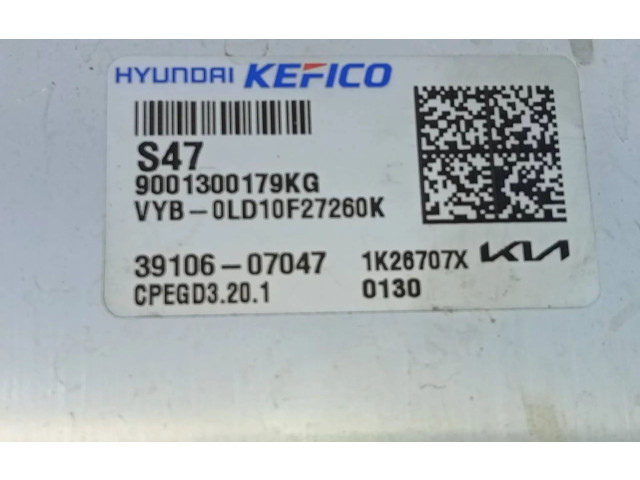 HYUNDAI KEFICO
S47
9001300179KG
VYB-0LD10F27260K
39106-07047 1K26707X KIA
CPEGD3.20.1 0130